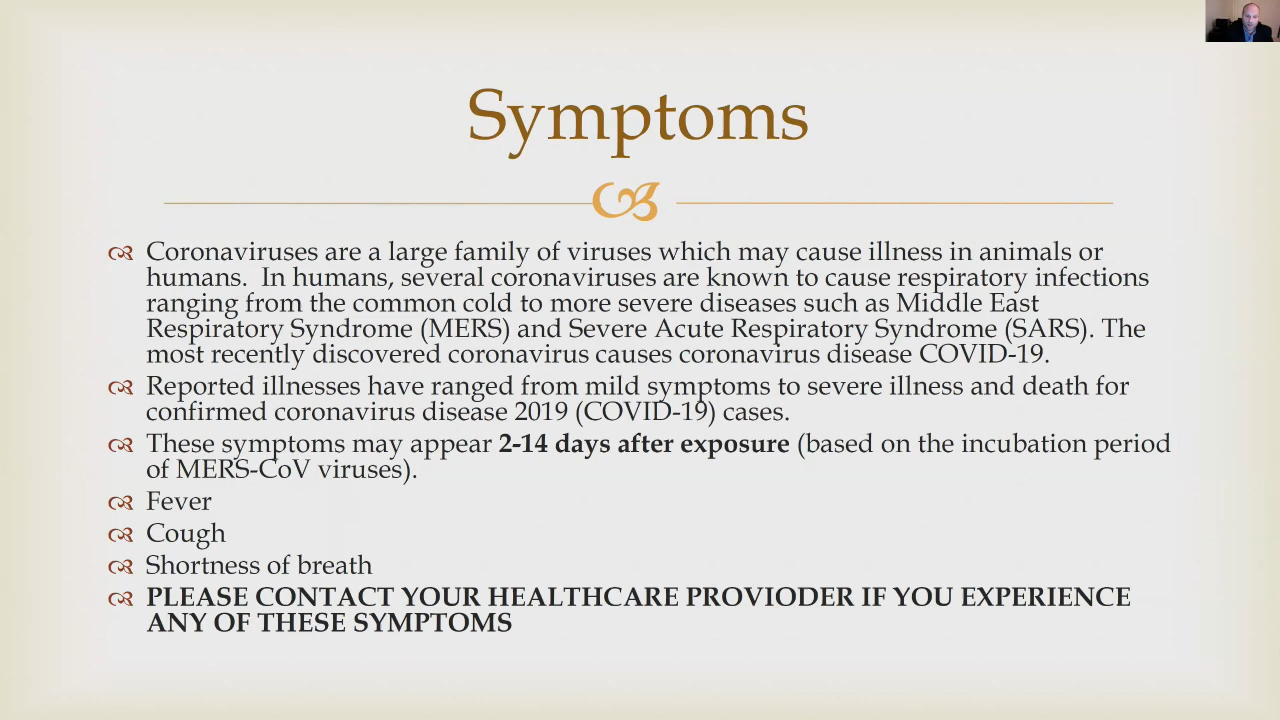 Symptoms
Coronaviruses are a large family of viruses which may cause illness in animals or
humans.  In humans, several coronaviruses are known to cause respiratory infections
ranging from the common cold to more severe diseases such as Middle East
Respiratory Syndrome (MERS) and Severe Acute Respiratory Syndrome (SARS). The
most recently discovered coronavirus causes coronavirus disease COVID-19.
Reported illnesses have ranged from mild symptoms to severe illness and death for
confirmed coronavirus disease 2019 (COVID-19) cases.
These symptoms may appear 2-14 days after exposure (based on the incubation period
of MERS-CoV viruses).
Fever
Cough
Shortness of breath
PLEASE CONTACT YOUR HEALTHCARE PROVIODER IF YOU EXPERIENCE
ANY OF THESE SYMPTOMS